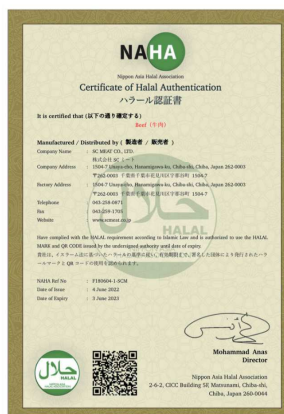 NAHA
Nippon Asia Halal Association
Certificate of Halal Authentication
ハラール認証書
It is certified that (以下の通り確定する)
Beef (牛肉)
Manufactured / Distributed by ( 製造者 / 販売者 )
Company Name : SC MEAT CO., LTD.
株式会社 SC ミート
Company Address : 1504-7 Unayo-cho, Hanamigawa-ku, Chiba-shi, Chiba, Japan 262-0003
〒262-0003 千葉県千葉市花見川区宇那谷町 1504-7
Factory Address : 1504-7 Unayo-cho, Hanamigawa-ku, Chiba-shi, Chiba, Japan 262-0003
〒262-0003 千葉県千葉市花見川区宇那谷町 1504-7
Telephone : 043-258-0871
Fax : 043-259-1705
Website :
Have complied with the HALAL requirement according to Islamic Law and is authorize to use the HALAL
MARK and QR CODE issued by the undersigned authority until date of expiry.
NAHA Ref No : F180604-1-SCM
Date of Issue : 4 June 2022
Date of Expiry : 3 June 2023
حلال
HALAL
Mohammad Anas
Director
حلال
HALAL
Nippon Asia Halal Association
2-6-2, CICC Building 5F, Matsunami, Chiba-shi,
Chiba, Japan 260-0044